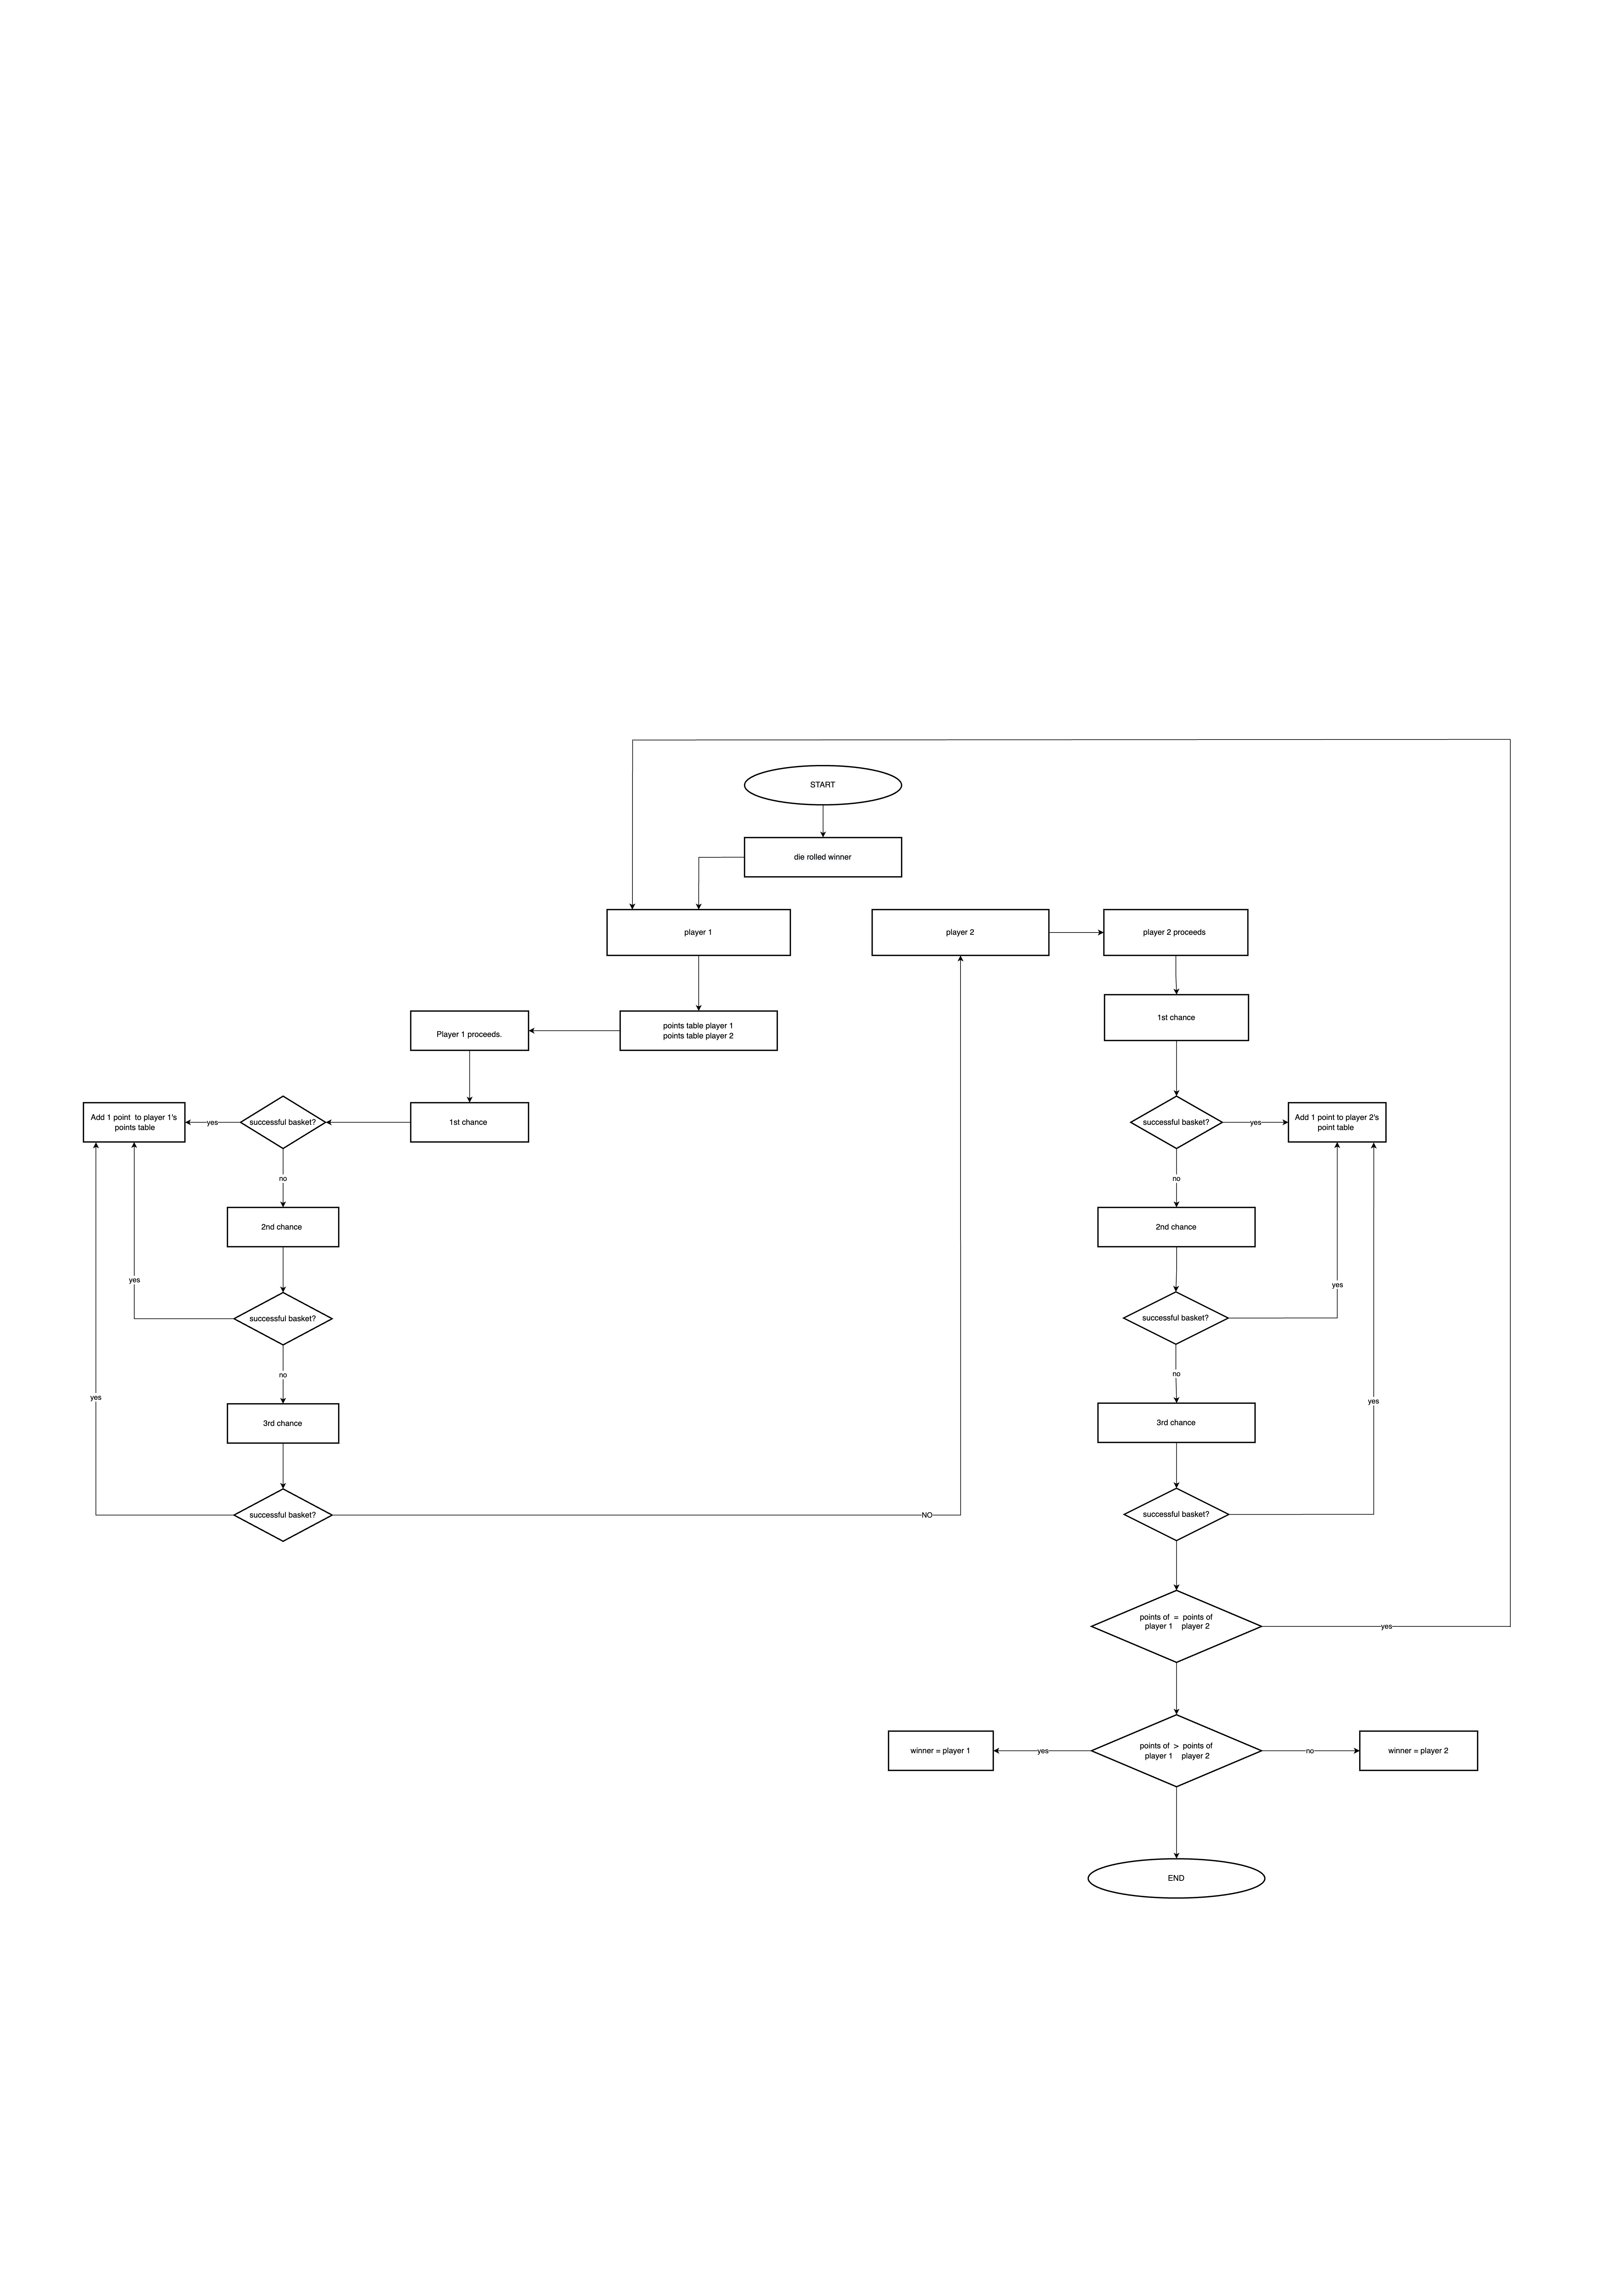 START
die rolled winner
player 1
player 2
player 2 proceeds
points table player 1
points table player 2
Player 1 proceeds.
1st chance
1st chance
successful basket?
yes
Add 1 point  to player 1's
points table
no
2nd chance
successful basket?
yes
no
3rd chance
successful basket?
yes
NO
successful basket?
yes
Add 1 point to player 2's
point table
no
2nd chance
successful basket?
yes
no
3rd chance
successful basket?
yes
points of  =  points of
player 1    player 2
yes
points of  >  points of
player 1    player 2
yes
winner = player 1
no
winner = player 2
END